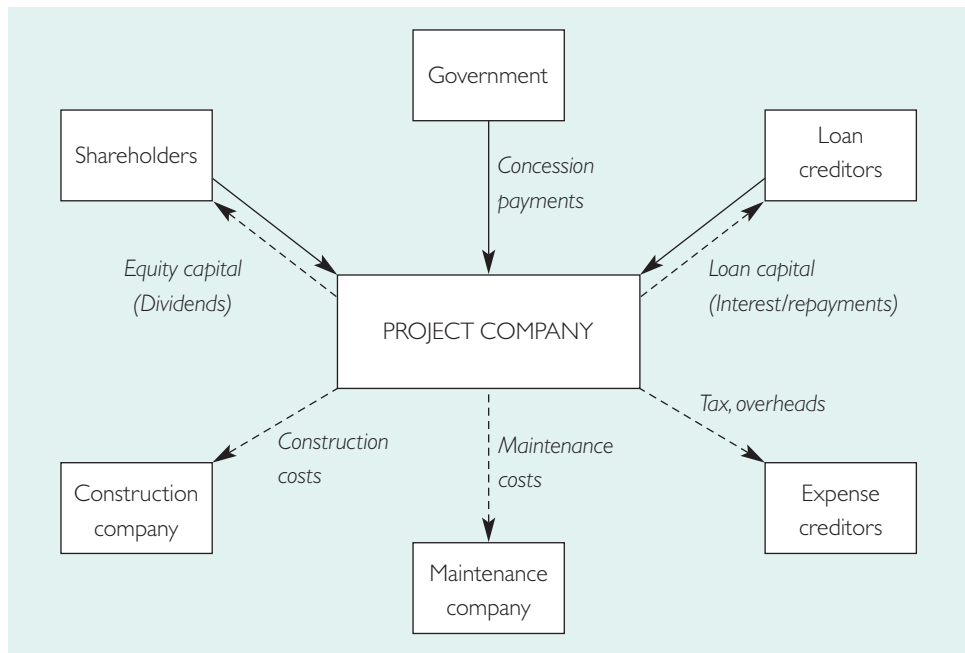 Government
Shareholders
Loan
creditors
Concession
payments
Equity capital
(Dividends)
Loan capital
(Interest/repayments)
PROJECT COMPANY
Tax, overheads
Construction
costs
Maintenance
costs
Construction
company
Expense
creditors
Maintenance
company